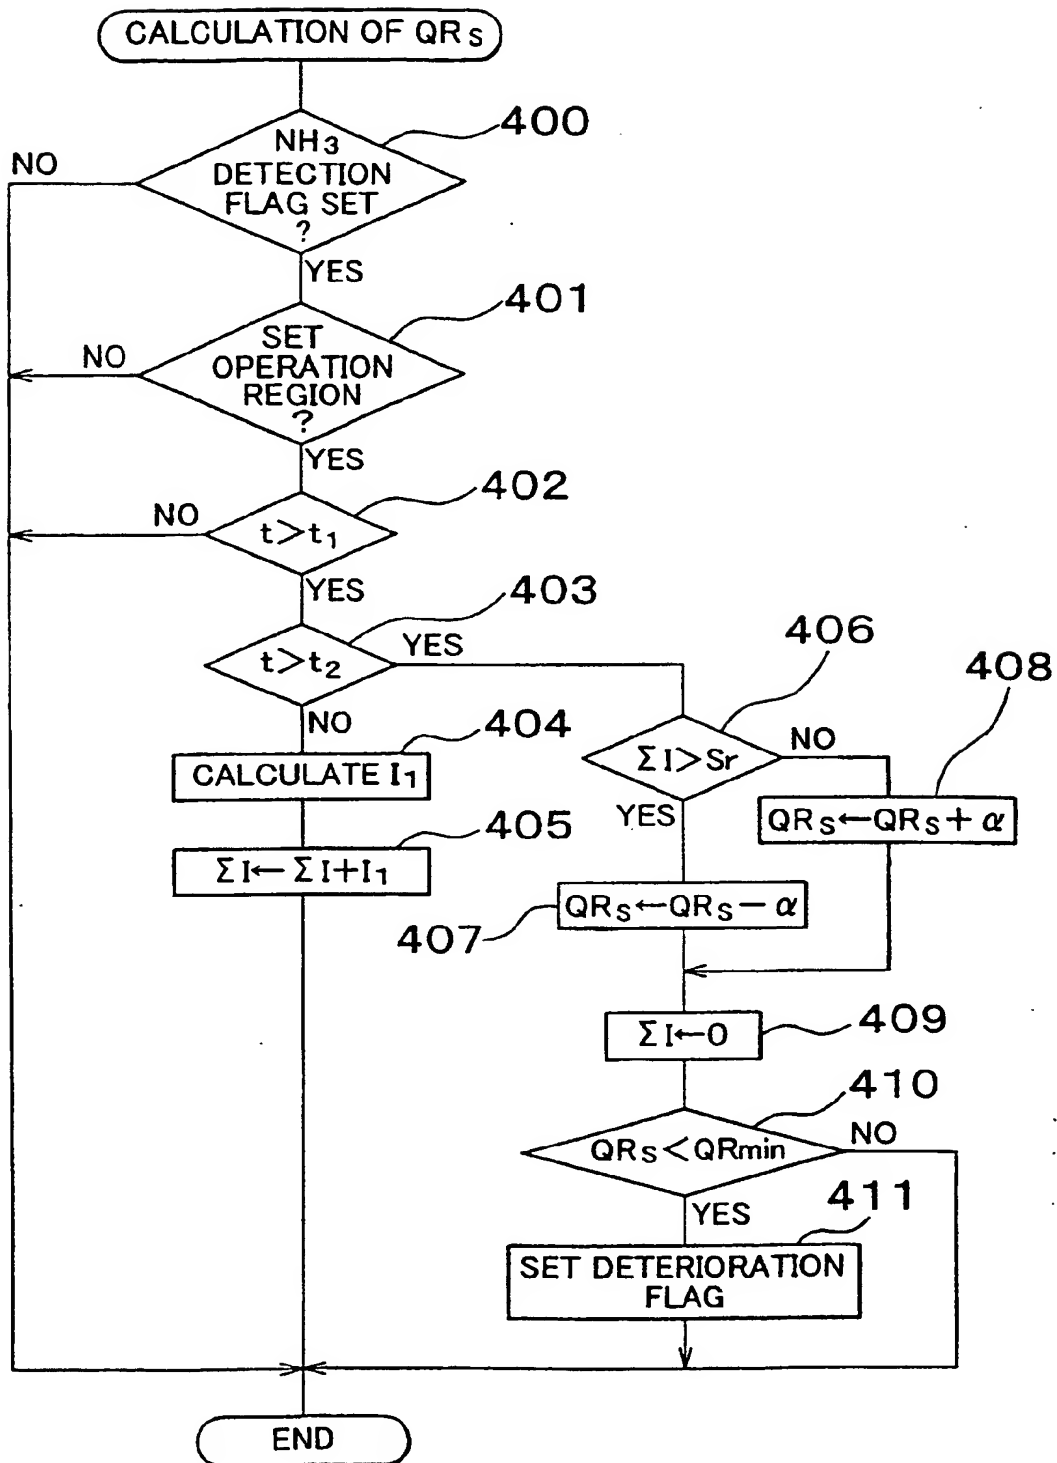 CALCULATION OF QRS
400
NH3
DETECTION
FLAG SET
?
NO
YES
401
SET
OPERATION
REGION
?
NO
YES
402
t>t1
NO
YES
403
t>t2
YES
NO
404
CALCULATE I1
405
ΣI←ΣI+I1
406
ΣI>Sr
NO
YES
408
QRS←QRS+α
QRS←QRS−α
407
ΣI←0
409
410
QRS<QRmin
NO
YES
411
SET DETERIORATION
FLAG
END